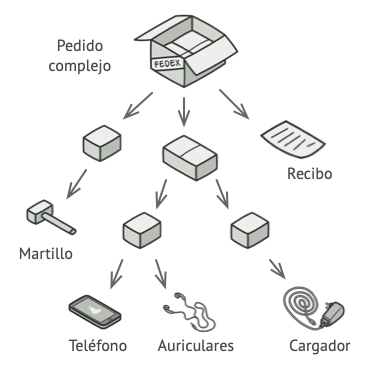 Pedido
complejo
FEDEX
Recibo
Martillo
Teléfono
Auriculares
Cargador